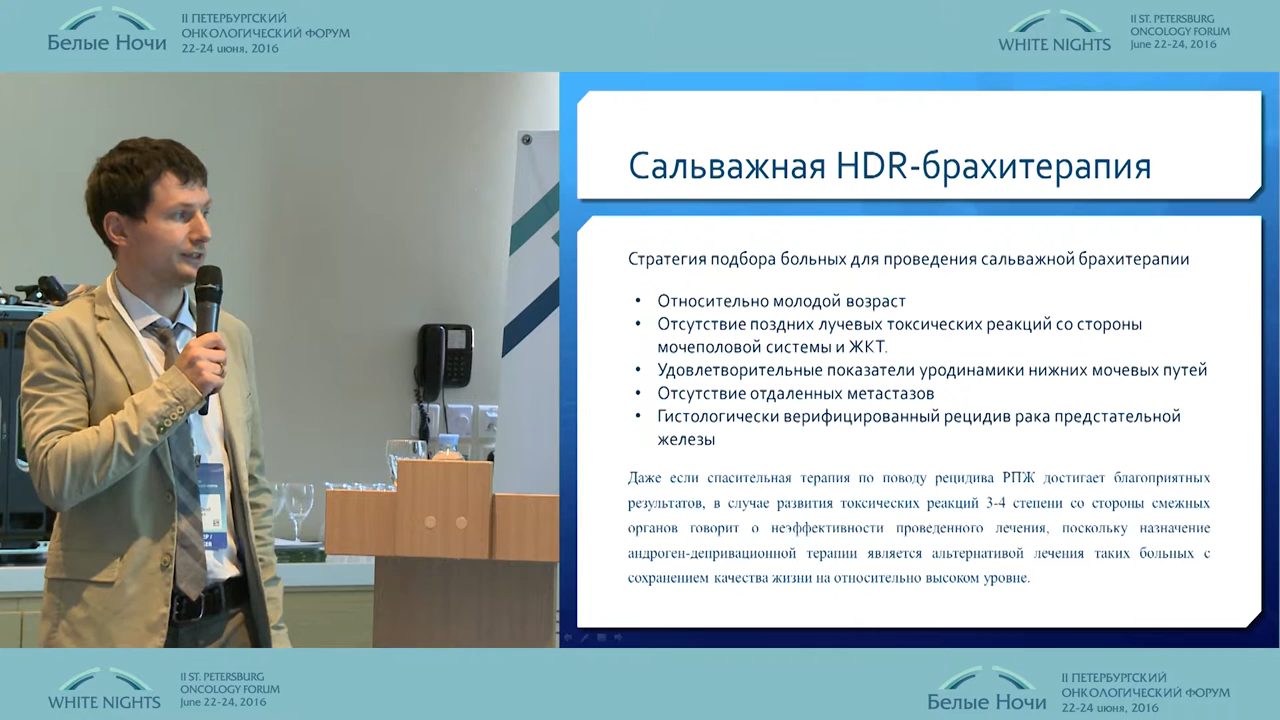 Белые Ночи
II ПЕТЕРБУРГСКИЙ
ОНКОЛОГИЧЕСКИЙ ФОРУМ
22-24 июня, 2016
WHITE NIGHTS
II ST. PETERSBURG
ONCOLOGY FORUM
June 22-24, 2016
Сальважная HDR-брахитерапия
Стратегия подбора больных для проведения сальважной брахитерапии
• Относительно молодой возраст
• Отсутствие поздних лучевых токсических реакций со стороны
мочеполовой системы и ЖКТ.
• Удовлетворительные показатели уродинамики нижних мочевых путей
• Отсутствие отдаленных метастазов
• Гистологически верифицированный рецидив рака предстательной
железы
Даже если спасительная терапия по поводу рецидива РПЖ достигает благоприятных
результатов, в случае развития токсических реакций 3-4 степени со стороны смежных
органов говорит о неэффективности проведенного лечения, поскольку назначение
андроген-депривационной терапии является альтернативой лечения таких больных с
сохранением качества жизни на относительно высоком уровне.
WHITE NIGHTS
II ST. PETERSBURG
ONCOLOGY FORUM
June 22-24, 2016
Белые Ночи
II ПЕТЕРБУРГСКИЙ
ОНКОЛОГИЧЕСКИЙ ФОРУМ
22-24 июня, 2016